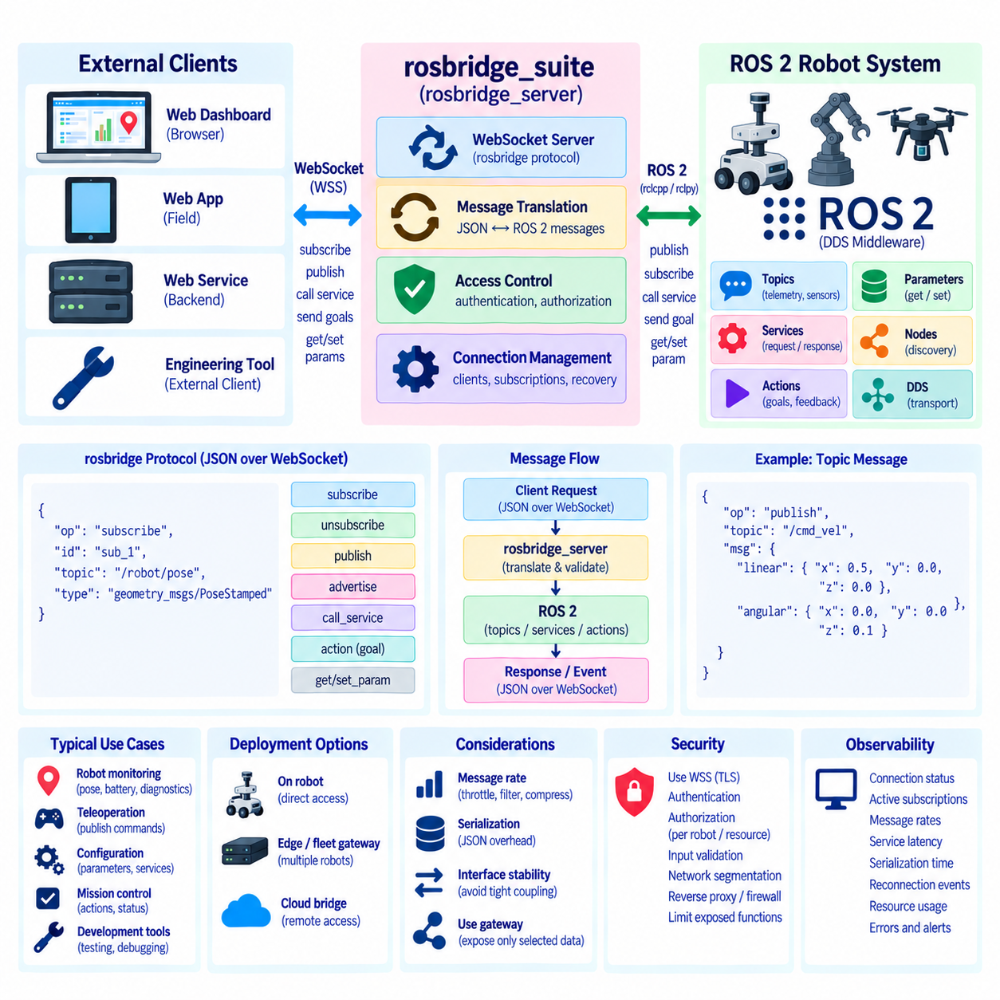 External Clients
Web Dashboard
(Browser)
Web App
(Field)
Web Service
(Backend)
Engineering Tool
(External Client)
WebSocket
(WSS)
subscribe
publish
call service
send goals
get/set
params
rosbridge_suite
(rosbridge_server)
WebSocket Server
(rosbridge protocol)
Message Translation
JSON ⟷ ROS 2 messages
Access Control
authentication, authorization
Connection Management
clients, subscriptions, recovery
ROS 2
(rclcpp / rclpy)
publish
subscribe
call service
send goal
get/set
param
ROS 2 Robot System
ROS 2
(DDS Middleware)
Topics
(telemetry, sensors)
Parameters
(get / set)
Services
(request / response)
Nodes
(discovery)
Actions
(goals, feedback)
DDS
(transport)
rosbridge Protocol (JSON over WebSocket)
{
"op": "subscribe",
"id": "sub_1",
"topic": "/robot/pose",
"type": "geometry_msgs/PoseStamped"
}
subscribe
unsubscribe
publish
advertise
call_service
action (goal)
get/set_param
Message Flow
Client Request
(JSON over WebSocket)
rosbridge_server
(translate & validate)
ROS 2
(topics / services / actions)
Response / Event
(JSON over WebSocket)
Example: Topic Message
{
"op": "publish",
"topic": "/cmd_vel",
"msg": {
"linear": { "x": 0.5, "y": 0.0,
"z": 0.0 },
"angular": { "x": 0.0, "y": 0.0 },
"z": 0.1 }
}
}
Typical Use Cases
Robot monitoring
(pose, battery, diagnostics)
Teleoperation
(publish commands)
Configuration
(parameters, services)
Mission control
(actions, status)
Development tools
(testing, debugging)
Deployment Options
On robot
(direct access)
Edge / fleet gateway
(multiple robots)
Cloud bridge
(remote access)
Considerations
Message rate
(throttle, filter, compress)
Serialization
(JSON overhead)
Interface stability
(avoid tight coupling)
Use gateway
(expose only selected data)
Security
Use WSS (TLS)
Authentication
Authorization
(per robot / resource)
Input validation
Network segmentation
Reverse proxy / firewall
Limit exposed functions
Observability
Connection status
Active subscriptions
Message rates
Service latency
Serialization time
Reconnection events
Resource usage
Errors and alerts